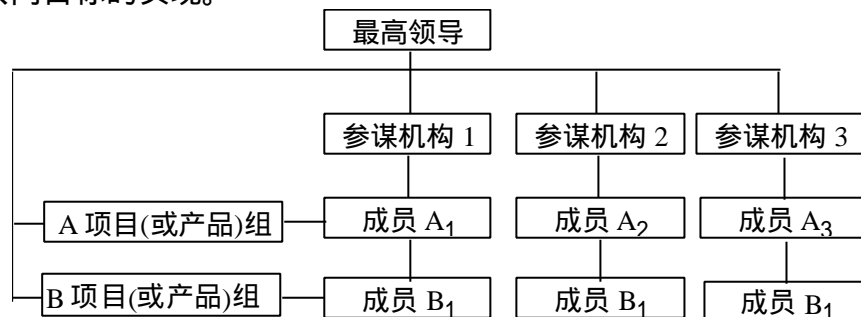 最高领导
参谋机构 1 参谋机构 2 参谋机构 3
A 项目(或产品)组 成员 A1 成员 A2 成员 A3
B 项目(或产品)组 成员 B1 成员 B1 成员 B1